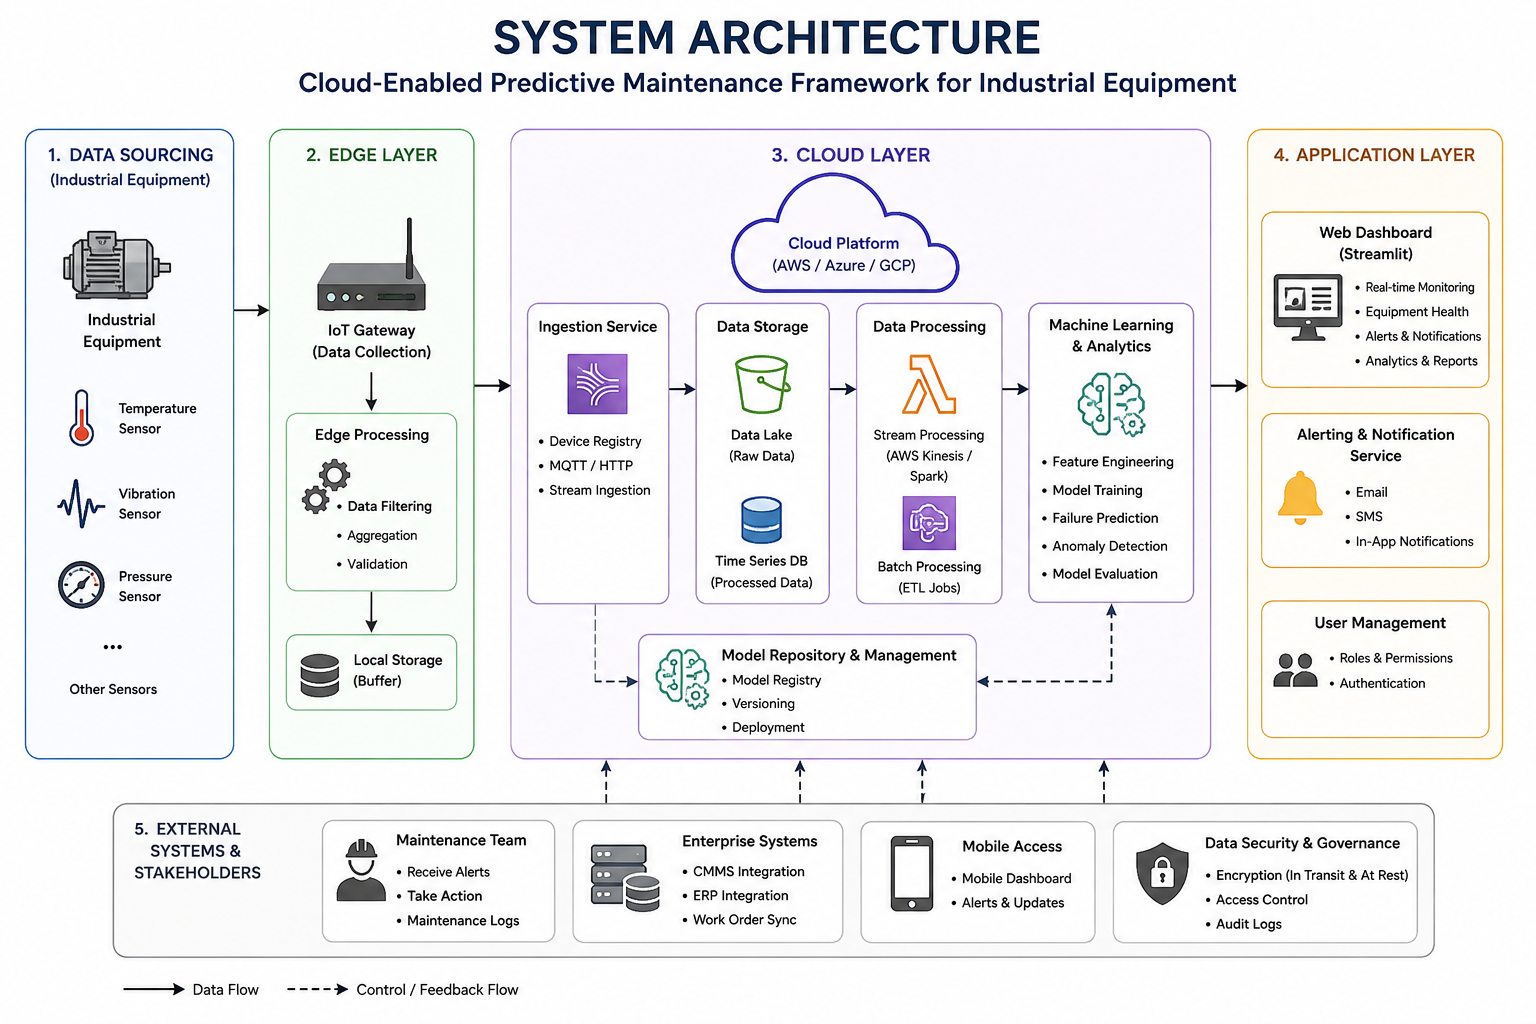 SYSTEM ARCHITECTURE
Cloud-Enabled Predictive Maintenance Framework for Industrial Equipment
1. DATA SOURCING
(Industrial Equipment)
Industrial
Equipment
Temperature
Sensor
Vibration
Sensor
Pressure
Sensor
...
Other Sensors
2. EDGE LAYER
IoT Gateway
(Data Collection)
Edge Processing
• Data Filtering
• Aggregation
• Validation
Local Storage
(Buffer)
3. CLOUD LAYER
Cloud Platform
(AWS / Azure / GCP)
Ingestion Service
• Device Registry
• MQTT / HTTP
• Stream Ingestion
Data Storage
Data Lake
(Raw Data)
Time Series DB
(Processed Data)
Data Processing
Stream Processing
(AWS Kinesis /
Spark)
Batch Processing
(ETL Jobs)
Machine Learning
& Analytics
• Feature Engineering
• Model Training
• Failure Prediction
• Anomaly Detection
• Model Evaluation
Model Repository & Management
• Model Registry
• Versioning
• Deployment
4. APPLICATION LAYER
Web Dashboard
(Streamlit)
• Real-time Monitoring
• Equipment Health
• Alerts & Notifications
• Analytics & Reports
Alerting & Notification
Service
• Email
• SMS
• In-App Notifications
User Management
• Roles & Permissions
• Authentication
5. EXTERNAL
SYSTEMS &
STAKEHOLDERS
Maintenance Team
• Receive Alerts
• Take Action
• Maintenance Logs
Enterprise Systems
• CMMS Integration
• ERP Integration
• Work Order Sync
Mobile Access
• Mobile Dashboard
• Alerts & Updates
Data Security & Governance
• Encryption (In Transit & At Rest)
• Access Control
• Audit Logs
Data Flow
Control / Feedback Flow